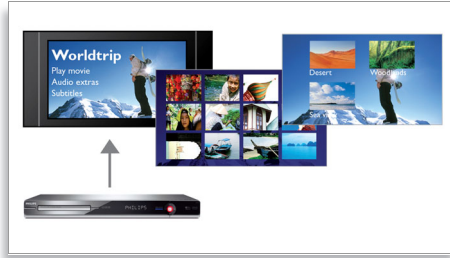 Worldtrip
Play movie
Audio extras
Subtitles
Desert
Woodlands
Sea view
PHILIPS